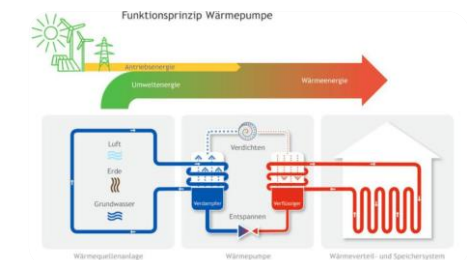 Funktionsprinzip Wärmepumpe
Antriebsenergie
Umweltenergie
Wärmeenergie
Luft
Erde
Grundwasser
Verdichten
Verdampfer
Verflüssiger
Entspannen
Wärmequellenanlage
Wärmepumpe
Wärmeverteil- und Speichersystem